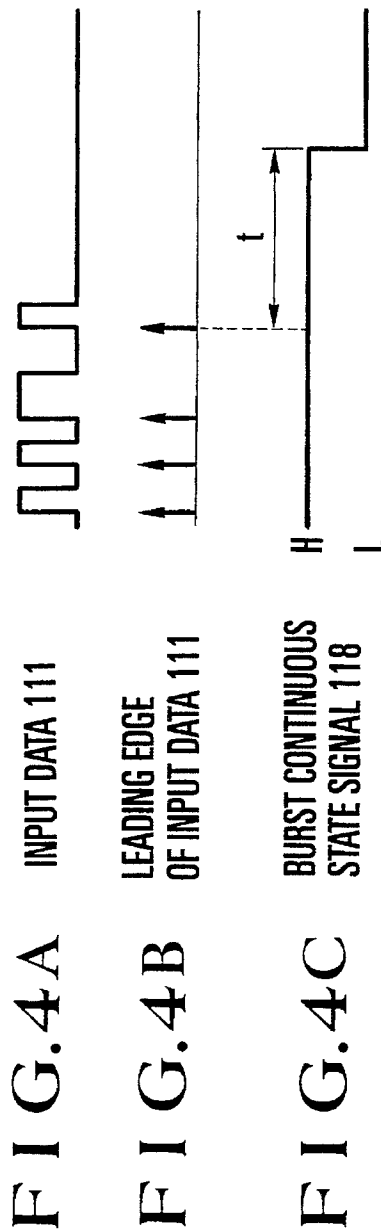 FIG.4A
INPUT DATA 111
FIG.4B
LEADING EDGE
OF INPUT DATA 111
FIG.4C
BURST CONTINUOUS
STATE SIGNAL 118
H
L
t